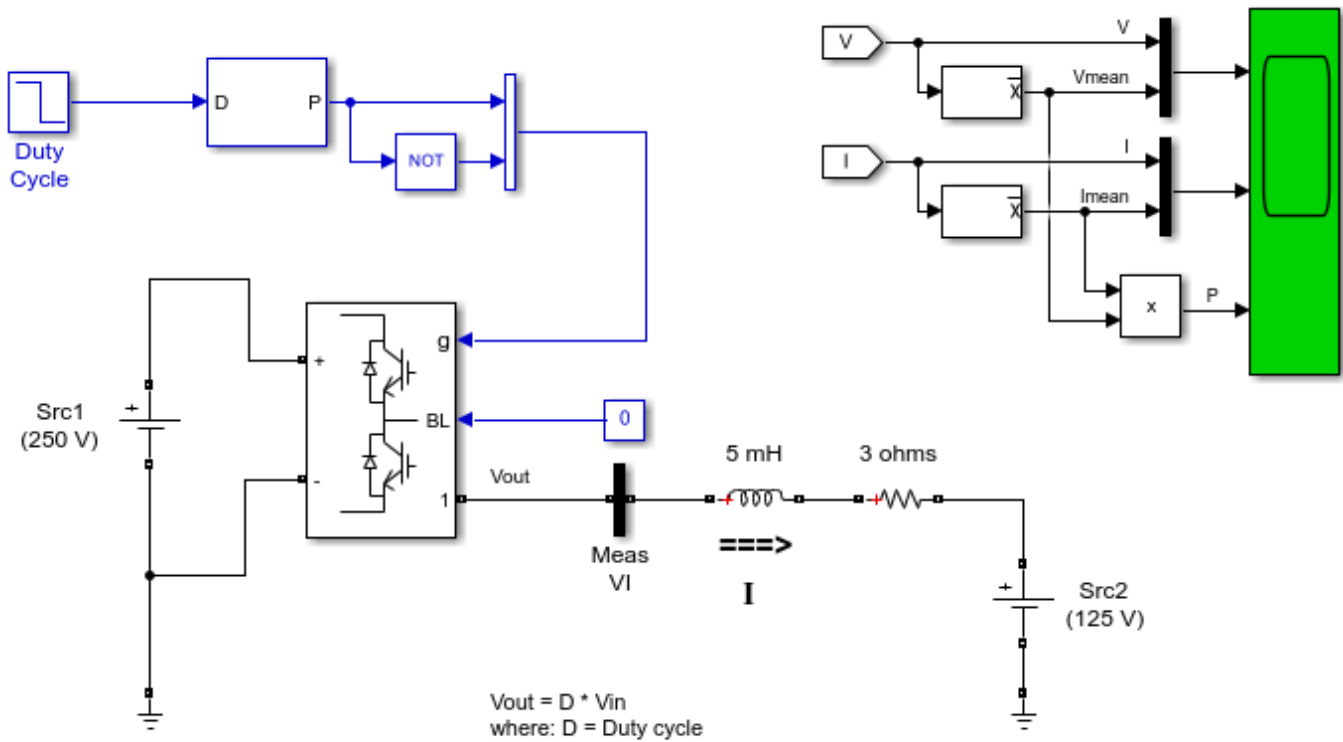 V
V
D
P
Vmean
X
Duty
Cycle
NOT
I
I
Imean
X
P
x
g
+
+
Src1
(250 V)
BL
0
-
Vout
1
5 mH
3 ohms
===>
I
Meas
VI
+
Src2
(125 V)
Vout = D * Vin
where: D = Duty cycle